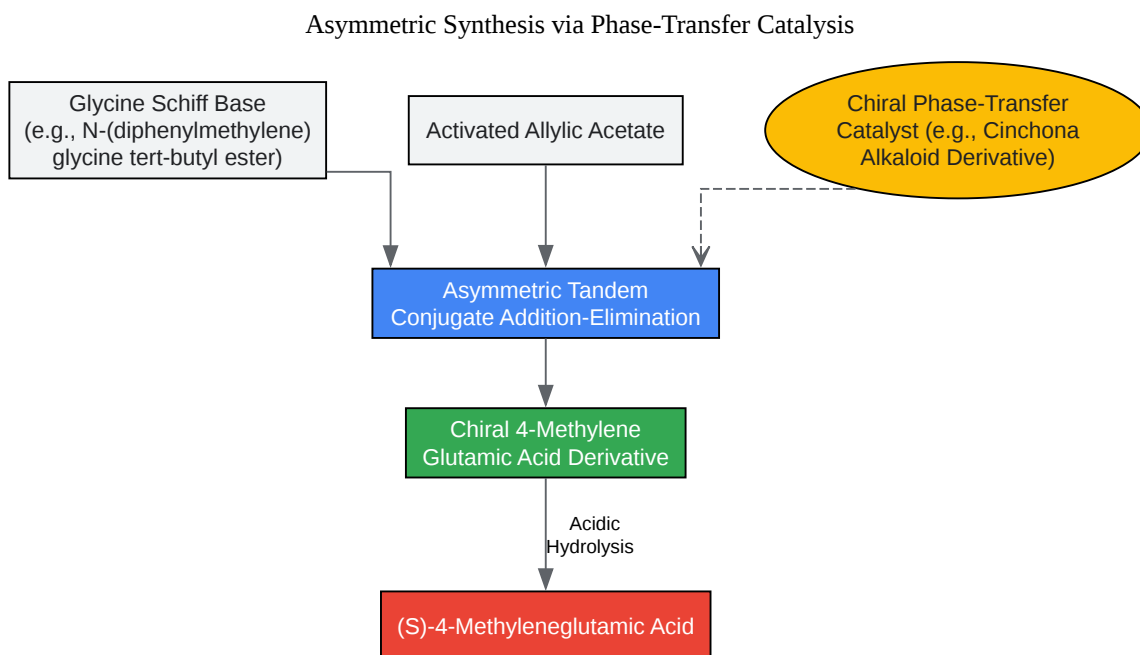 Asymmetric Synthesis via Phase-Transfer Catalysis
Glycine Schiff Base
(e.g., N-(diphenylmethylene)
glycine tert-butyl ester)
Activated Allylic Acetate
Chiral Phase-Transfer
Catalyst (e.g., Cinchona
Alkaloid Derivative)
Asymmetric Tandem
Conjugate Addition-Elimination
Chiral 4-Methylene
Glutamic Acid Derivative
Acidic
Hydrolysis
(S)-4-Methyleneglutamic Acid